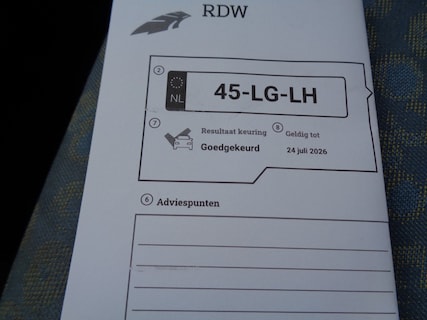 RDW
2
NL
45-LG-LH
7
Resultaat keuring
Goedgekeurd
8
Geldig tot
24 juli 2026
6 Adviespunten